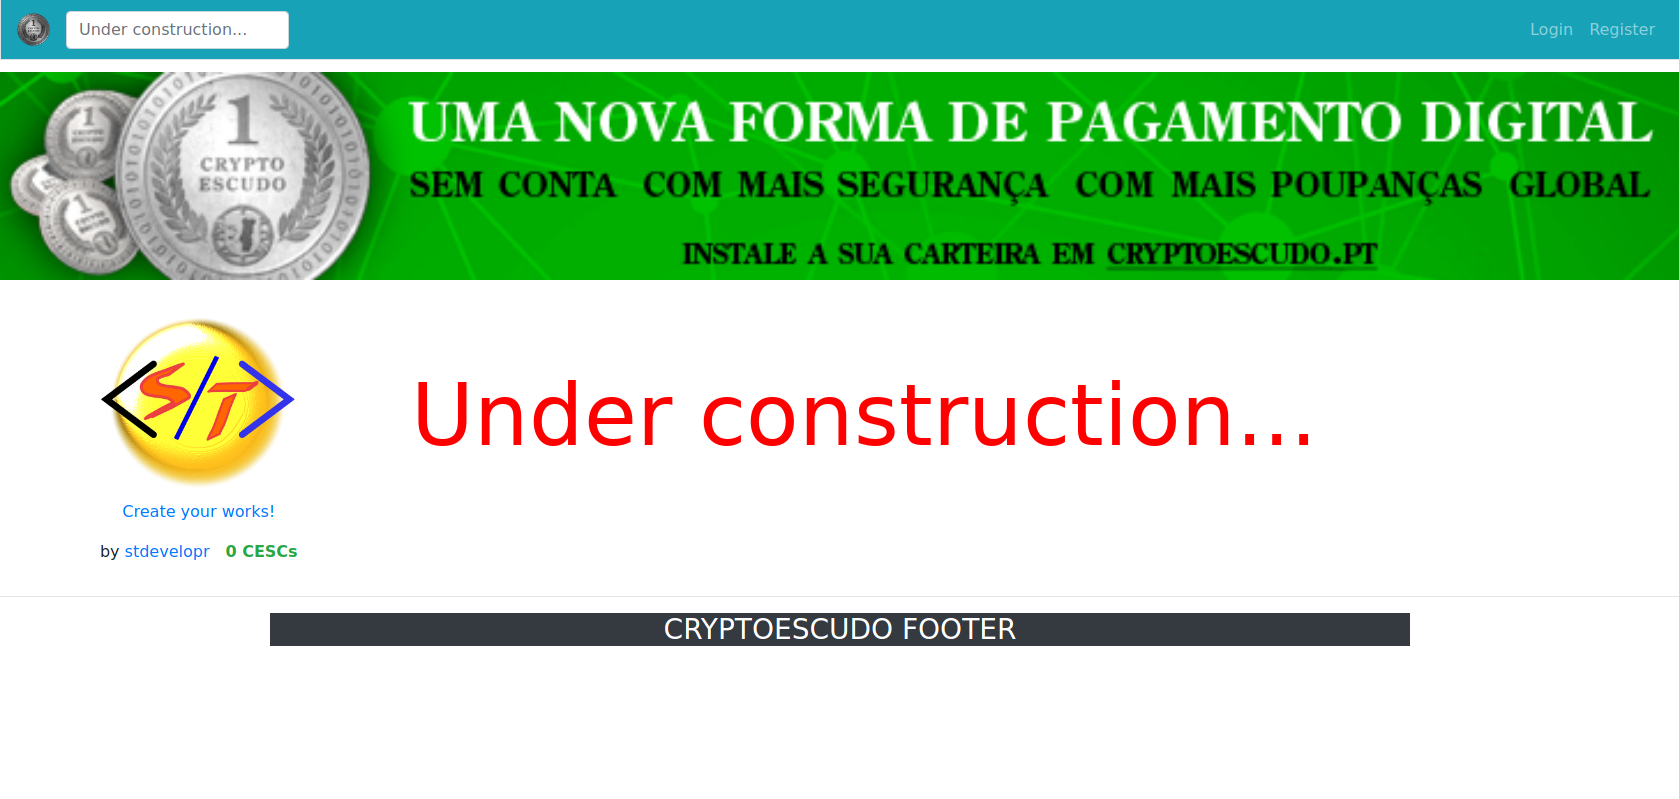 Under construction...
Login Register
1
CRYPTO
ESCUDO
UMA NOVA FORMA DE PAGAMENTO DIGITAL
SEM CONTA COM MAIS SEGURANÇA COM MAIS POUPANÇAS GLOBAL
INSTALE A SUA CARTEIRA EM CRYPTOESCUDO.PT
<S/T>
Under construction...
Create your works!
by stdevelopr 0 CESCs
CRYPTOESCUDO FOOTER